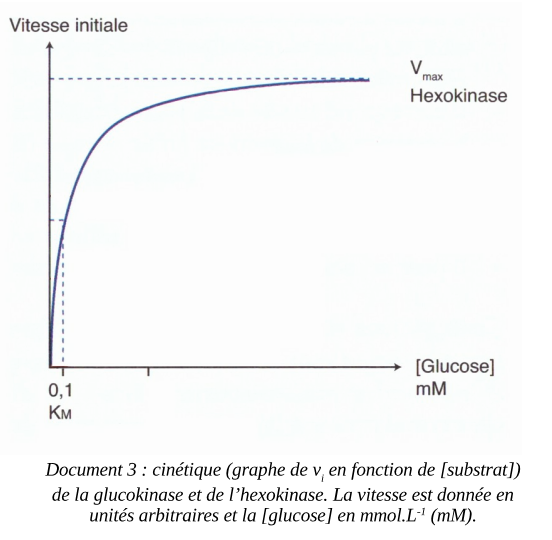 Vitesse initiale
Vmax
Hexokinase
[Glucose]
mM
0,1
KM
Document 3 : cinétique (graphe de vi en fonction de [substrat])
de la glucokinase et de l'hexokinase. La vitesse est donnée en
unités arbitraires et la [glucose] en mmol.L-1 (mM).